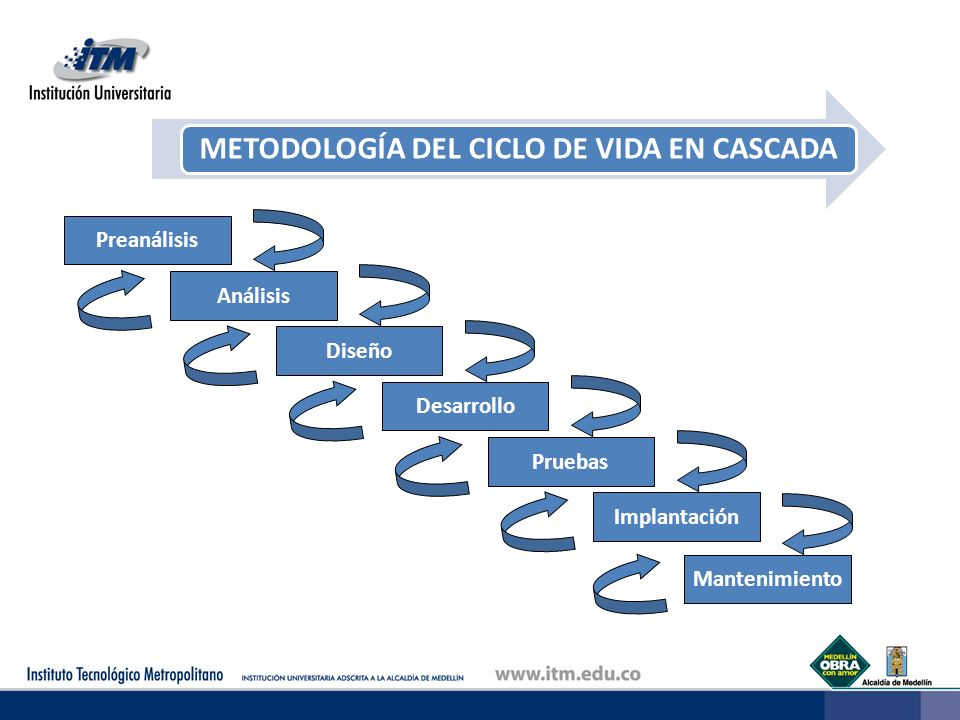 iTM
Institución Universitaria
METODOLOGÍA DEL CICLO DE VIDA EN CASCADA
Preanálisis
Análisis
Diseño
Desarrollo
Pruebas
Implantación
Mantenimiento
Instituto Tecnológico Metropolitano
INSTITUCIÓN UNIVERSITARIA ADSCRITA A LA ALCALDÍA DE MEDELLÍN
www.itm.edu.co
MEDELLÍN
OBRA
con amor
Alcaldía de Medellín